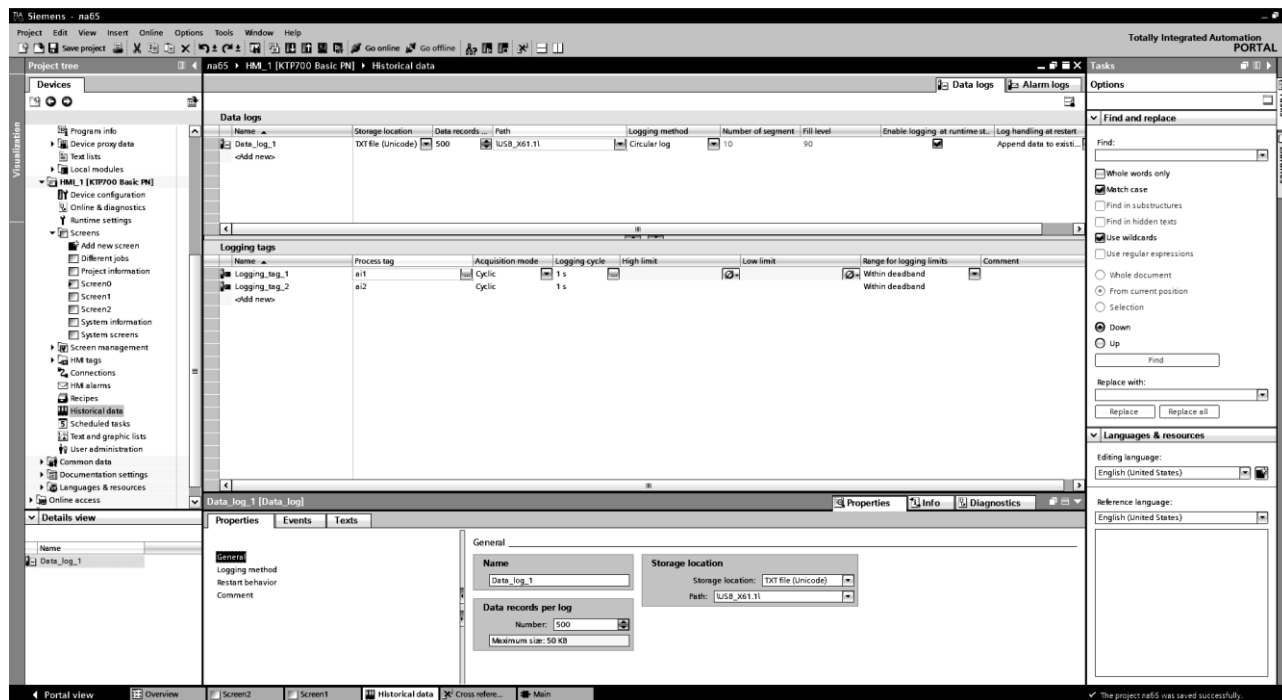 Siemens - ла65
Project Edit View Insert Online Options Tools Window Help
Save project Go online Go offline
Totally Integrated Automation
PORTAL
Project tree
Devices
Visualization
Program info
Device proxy data
Text lists
Local modules
HMI_1 [KTP700 Basic PN]
Device configuration
Online & diagnostics
Runtime settings
Screens
Add new screen
Different jobs
Project information
Screen0
Screen1
Screen2
System information
System screens
Screen management
HMI tags
Connections
HMI alarms
Recipes
Historical data
Scheduled tasks
Text and graphic lists
User administration
Common data
Documentation settings
Languages & resources
Online access
Details view
Name
Data_log_1
ла65 HMI_1 [KTP700 Basic PN] Historical data
Data logs Alarm logs
Data logs
Name Storage location Data records ... Path Logging method Number of segment Fill level Enable logging at runtime st.. Log handling at restart
Data_log_1 TXT file (Unicode) 500 \USB_X61.1\ Circular log 10 90 Append data to existi...
<Add new>
Logging tags
Name Process tag Acquisition mode Logging cycle High limit Low limit Range for logging limits Comment
Logging_tag_1 ai1 Cyclic 1 s Within deadband
Logging_tag_2 ai2 Cyclic 1 s Within deadband
<Add new>
Data_log_1 [Data_log]
Properties Info Diagnostics
Properties Events Texts
General
Logging method
Restart behavior
Comment
General
Name
Data_log_1
Data records per log
Number: 500
Maximum size: 50 KB
Storage location
Storage location: TXT file (Unicode)
Path: \USB_X61.1\
Tasks
Options
Find and replace
Find:
Whole words only
Match case
Find in substructures
Find in hidden texts
Use wildcards
Use regular expressions
Whole document
From current position
Selection
Down
Up
Find
Replace with:
Replace Replace all
Languages & resources
Editing language:
English (United States)
Reference language:
English (United States)
Portal view Overview Screen2 Screen1 Historical data Cross refere... Main
The project ла65 was saved successfully.